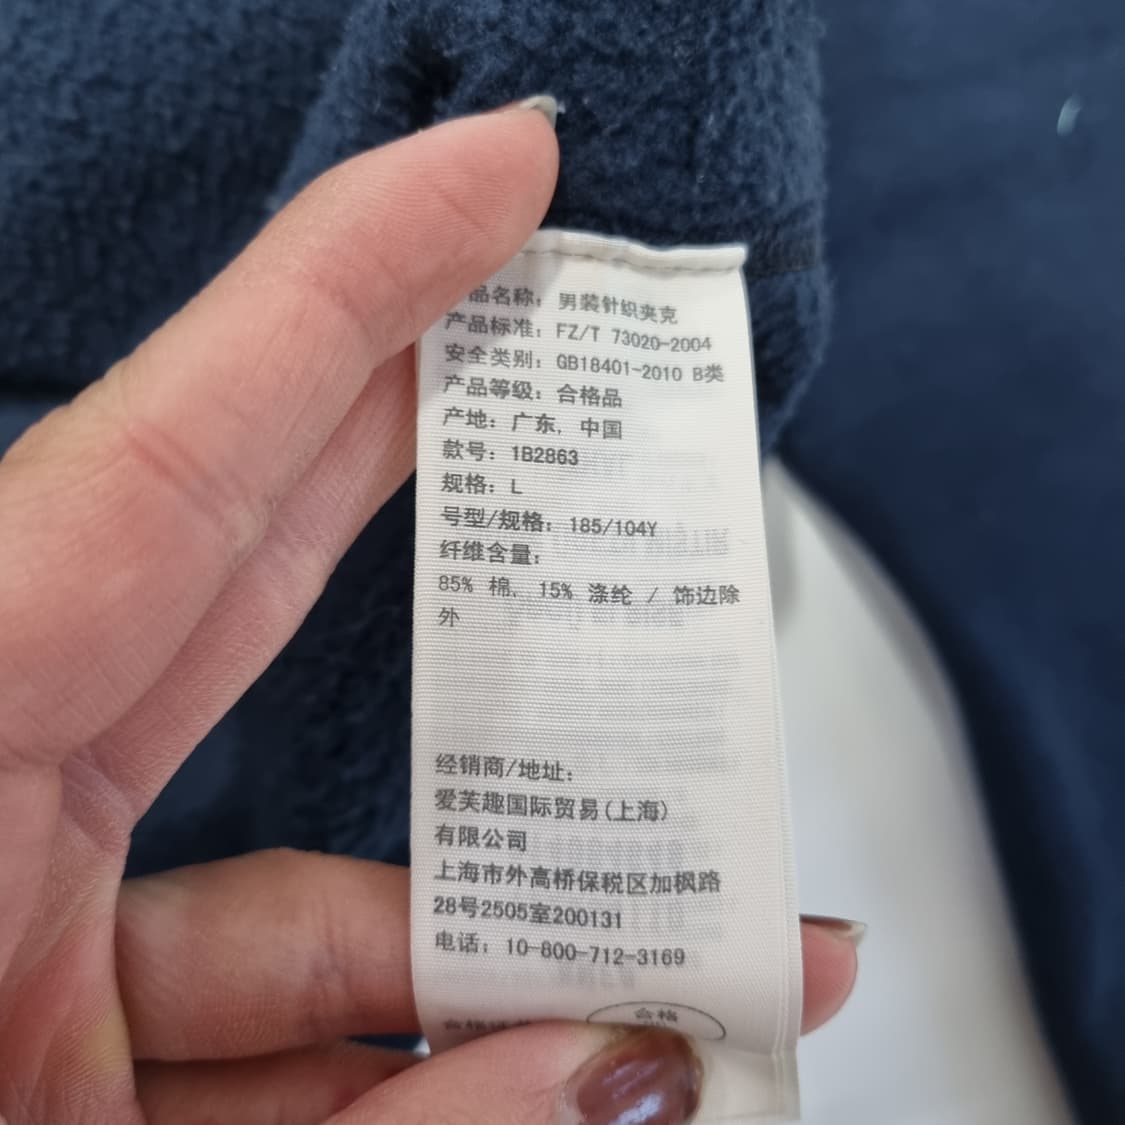 品名称：男装针织夹克
产品标准：FZ/T 73020-2004
安全类别：GB18401-2010 B类
产品等级：合格品
产地：广东，中国
款号：1B2863
规格：L
号型/规格：185/104Y
纤维含量：
85% 棉，15% 涤纶 / 饰边除
外
经销商/地址：
爱芙趣国际贸易(上海)
有限公司
上海市外高桥保税区加枫路
28号2505室200131
电话：10-800-712-3169
合格